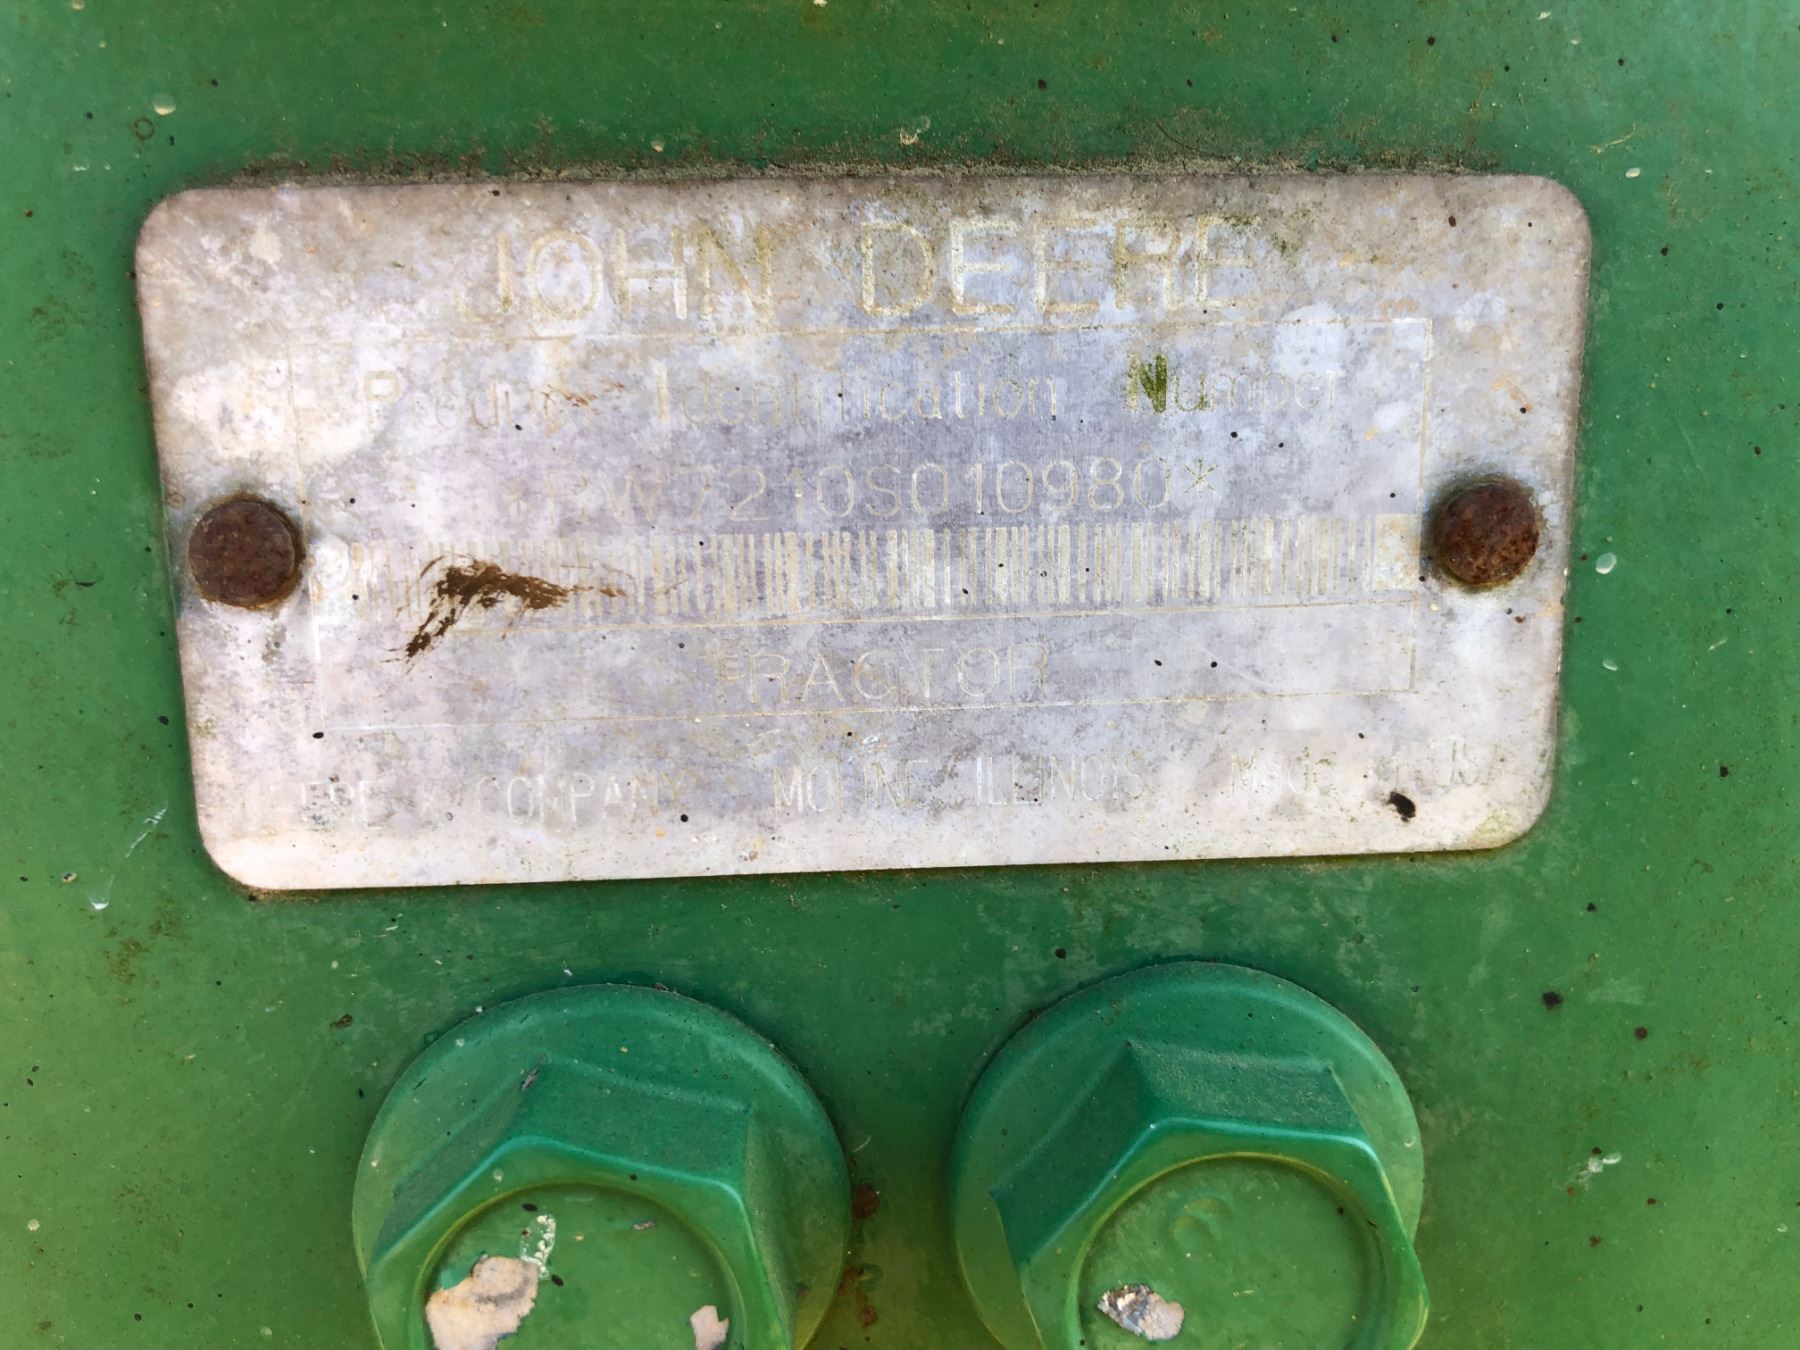 JOHN DEERE
Product Identification Number
*RW7210S010980*
TRACTOR
DEERE & COMPANY MOLINE ILLINOIS Made in USA